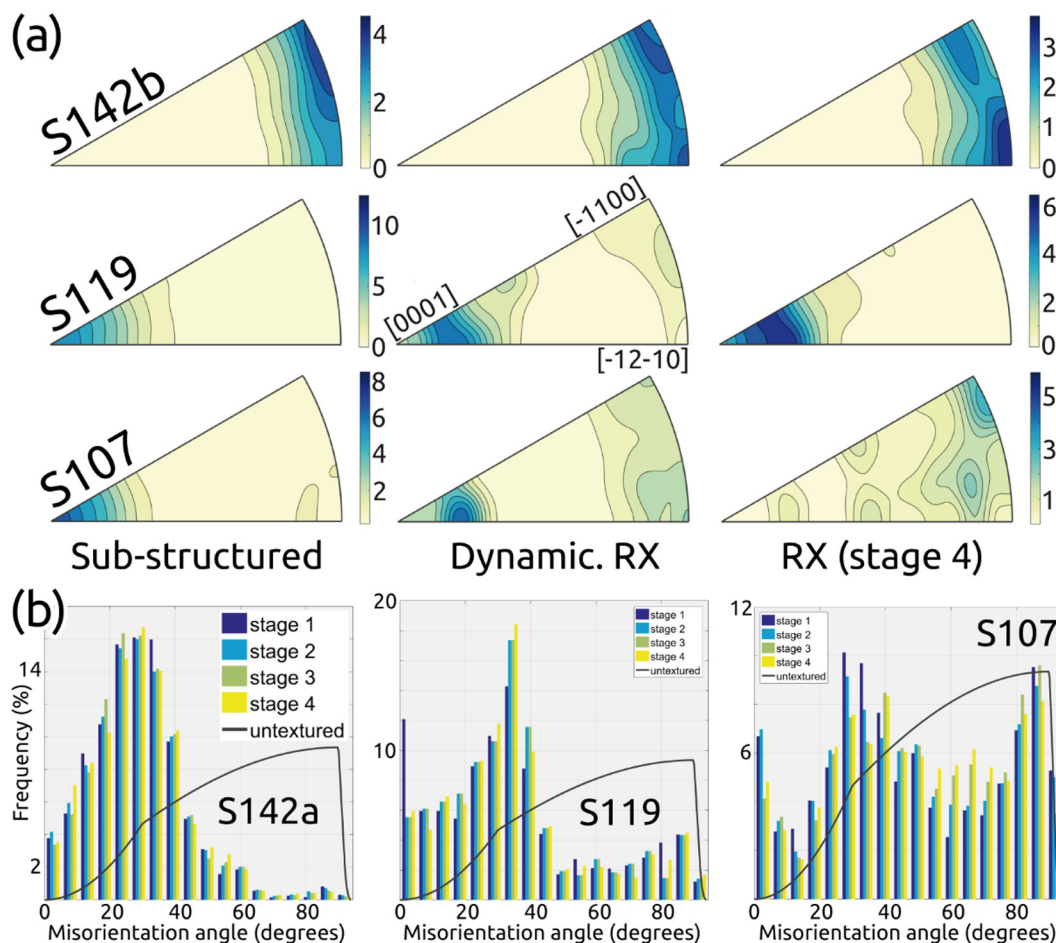 (a)
S142b
4
2
0
3
2
1
0
3
2
1
0
S119
10
5
0
[0001]
[-1100]
[-12-10]
6
4
2
0
S107
8
6
4
2
5
3
1
Sub-structured
Dynamic. RX
RX (stage 4)
(b)
Frequency (%)
14
2
stage 1
stage 2
stage 3
stage 4
untextured
S142a
0 20 40 60 80
Misorientation angle (degrees)
20
10
stage 1
stage 2
stage 3
stage 4
untextured
S119
0 20 40 60 80
Misorientation angle (degrees)
12
6
stage 1
stage 2
stage 3
stage 4
untextured
S107
0 20 40 60 80
Misorientation angle (degrees)